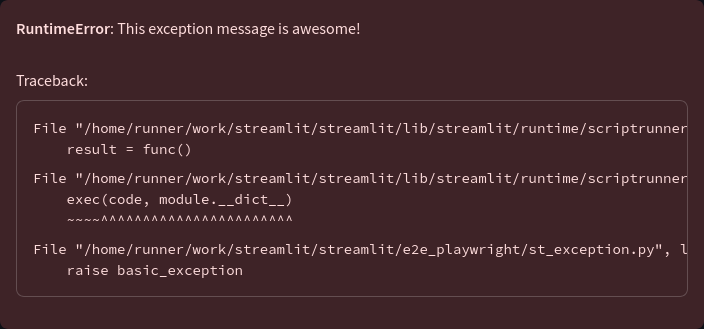 RuntimeError: This exception message is awesome!
Traceback:
File "/home/runner/work/streamlit/streamlit/lib/streamlit/runtime/scriptrunner
    result = func()
File "/home/runner/work/streamlit/streamlit/lib/streamlit/runtime/scriptrunner
    exec(code, module.__dict__)
    ~~~~^^^^^^^^^^^^^^^^^^^^^^^
File "/home/runner/work/streamlit/streamlit/e2e_playwright/st_exception.py", l
    raise basic_exception